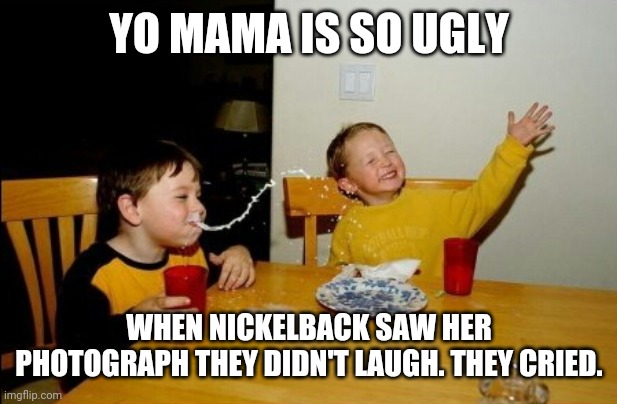 YO MAMA IS SO UGLY
WHEN NICKELBACK SAW HER
PHOTOGRAPH THEY DIDN'T LAUGH. THEY CRIED.
imgflip.com